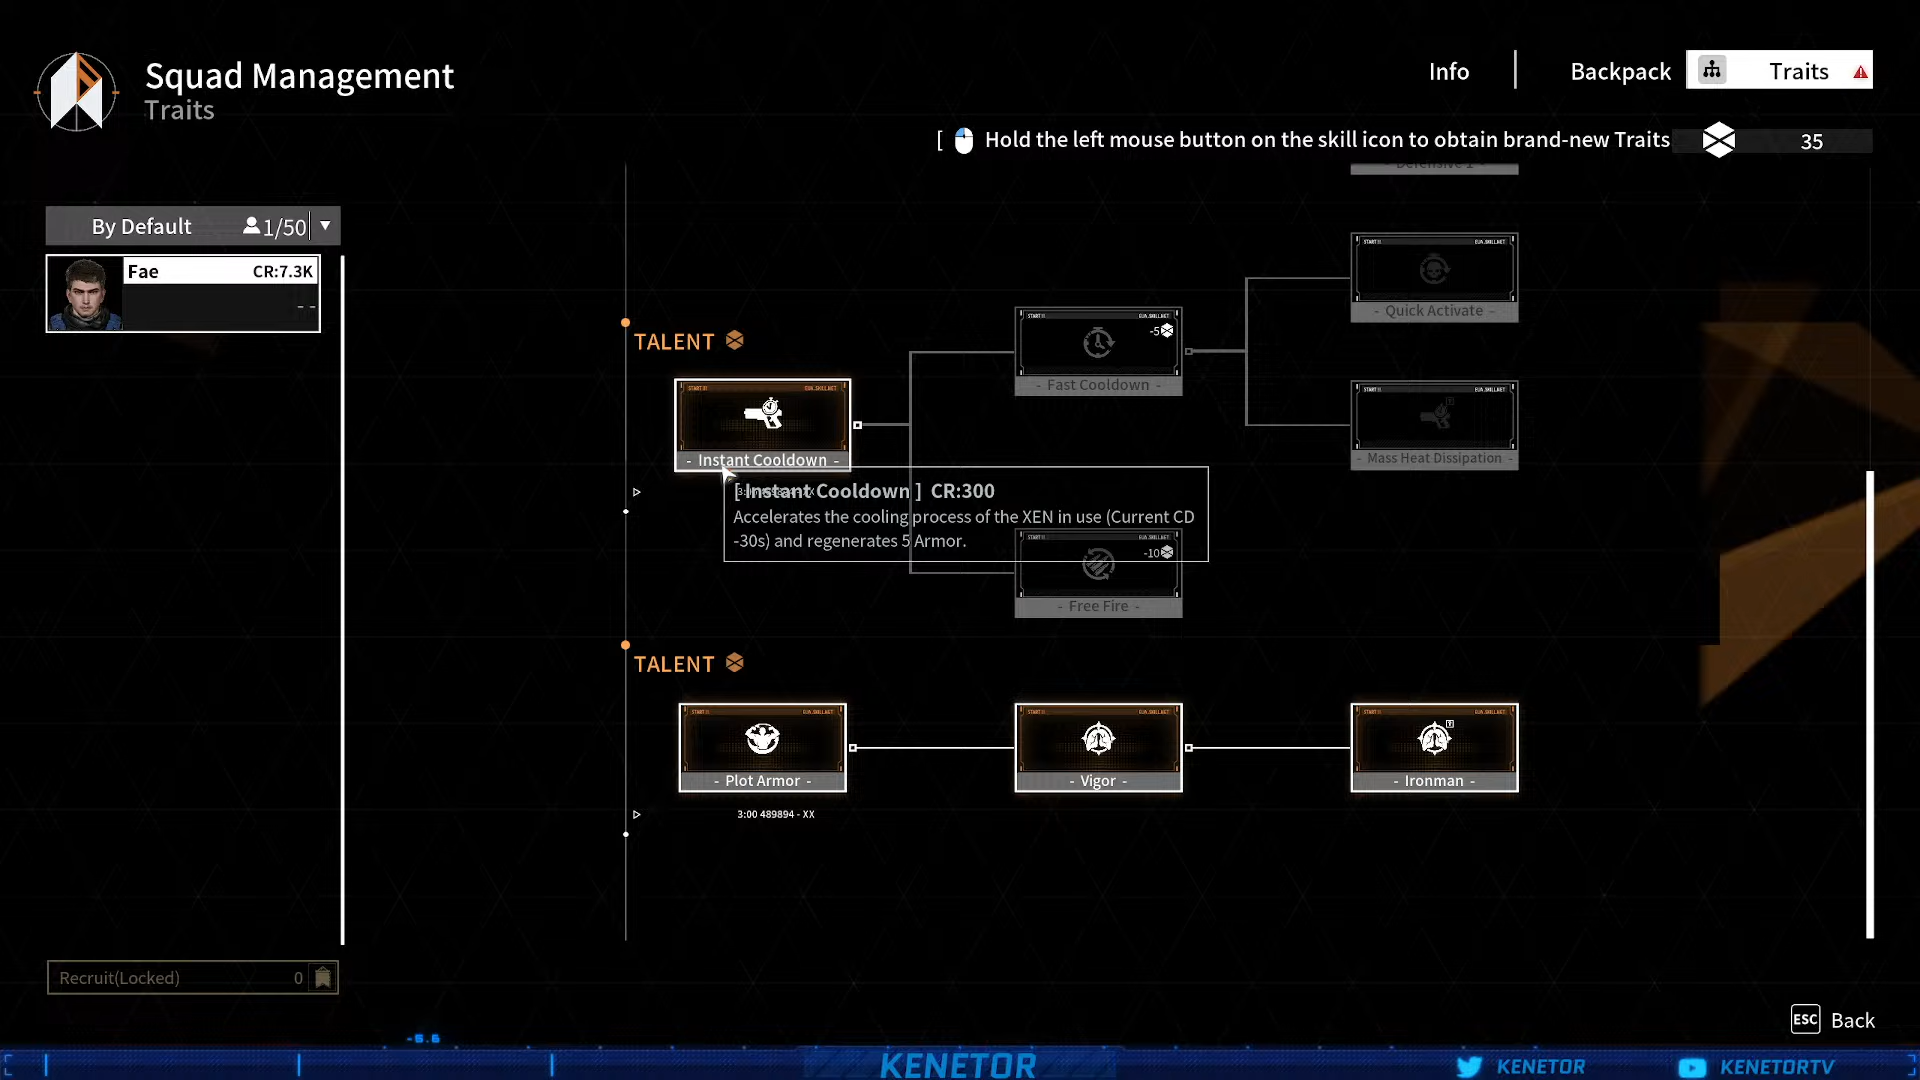 Squad Management
Traits
Info
Backpack
Traits
[ Hold the left mouse button on the skill icon to obtain brand-new Traits
35
By Default
1/50
Fae
CR:7.3K
--
TALENT
- Instant Cooldown -
-5
- Fast Cooldown -
- Quick Activate -
- Mass Heat Dissipation -
[ Instant Cooldown ] CR:300
Accelerates the cooling process of the XEN in use (Current CD
-30s) and regenerates 5 Armor.
-10
- Free Fire -
TALENT
- Plot Armor -
- Vigor -
- Ironman -
3:00 489894 - XX
Recruit(Locked)
0
ESC Back
-6.6
KENETOR
KENETOR
KENETORTV